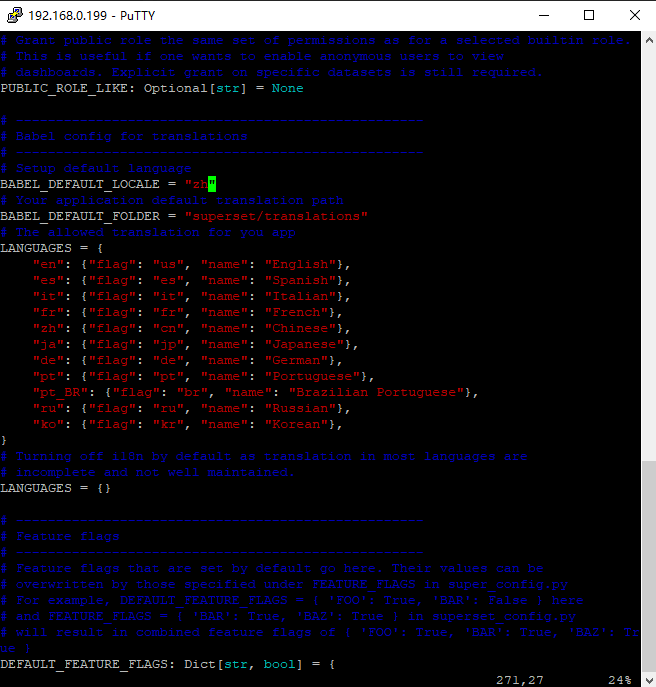 192.168.0.199 - PuTTY
# Grant public role the same set of permissions as for a selected builtin role.
# This is useful if one wants to enable anonymous users to view
# dashboards. Explicit grant on specific datasets is still required.
PUBLIC_ROLE_LIKE: Optional[str] = None
# ---------------------------------------------------
# Babel config for translations
# ---------------------------------------------------
# Setup default language
BABEL_DEFAULT_LOCALE = "zh"
# Your application default translation path
BABEL_DEFAULT_FOLDER = "superset/translations"
# The allowed translation for you app
LANGUAGES = {
    "en": {"flag": "us", "name": "English"},
    "es": {"flag": "es", "name": "Spanish"},
    "it": {"flag": "it", "name": "Italian"},
    "fr": {"flag": "fr", "name": "French"},
    "zh": {"flag": "cn", "name": "Chinese"},
    "ja": {"flag": "jp", "name": "Japanese"},
    "de": {"flag": "de", "name": "German"},
    "pt": {"flag": "pt", "name": "Portuguese"},
    "pt_BR": {"flag": "br", "name": "Brazilian Portuguese"},
    "ru": {"flag": "ru", "name": "Russian"},
    "ko": {"flag": "kr", "name": "Korean"},
}
# Turning off i18n by default as translation in most languages are
# incomplete and not well maintained.
LANGUAGES = {}
# ---------------------------------------------------
# Feature flags
# ---------------------------------------------------
# Feature flags that are set by default go here. Their values can be
# overwritten by those specified under FEATURE_FLAGS in super_config.py
# For example, DEFAULT_FEATURE_FLAGS = { 'FOO': True, 'BAR': False } here
# and FEATURE_FLAGS = { 'BAR': True, 'BAZ': True } in superset_config.py
# will result in combined feature flags of { 'FOO': True, 'BAR': True, 'BAZ': Tr
ue }
DEFAULT_FEATURE_FLAGS: Dict[str, bool] = {
271,27 24%